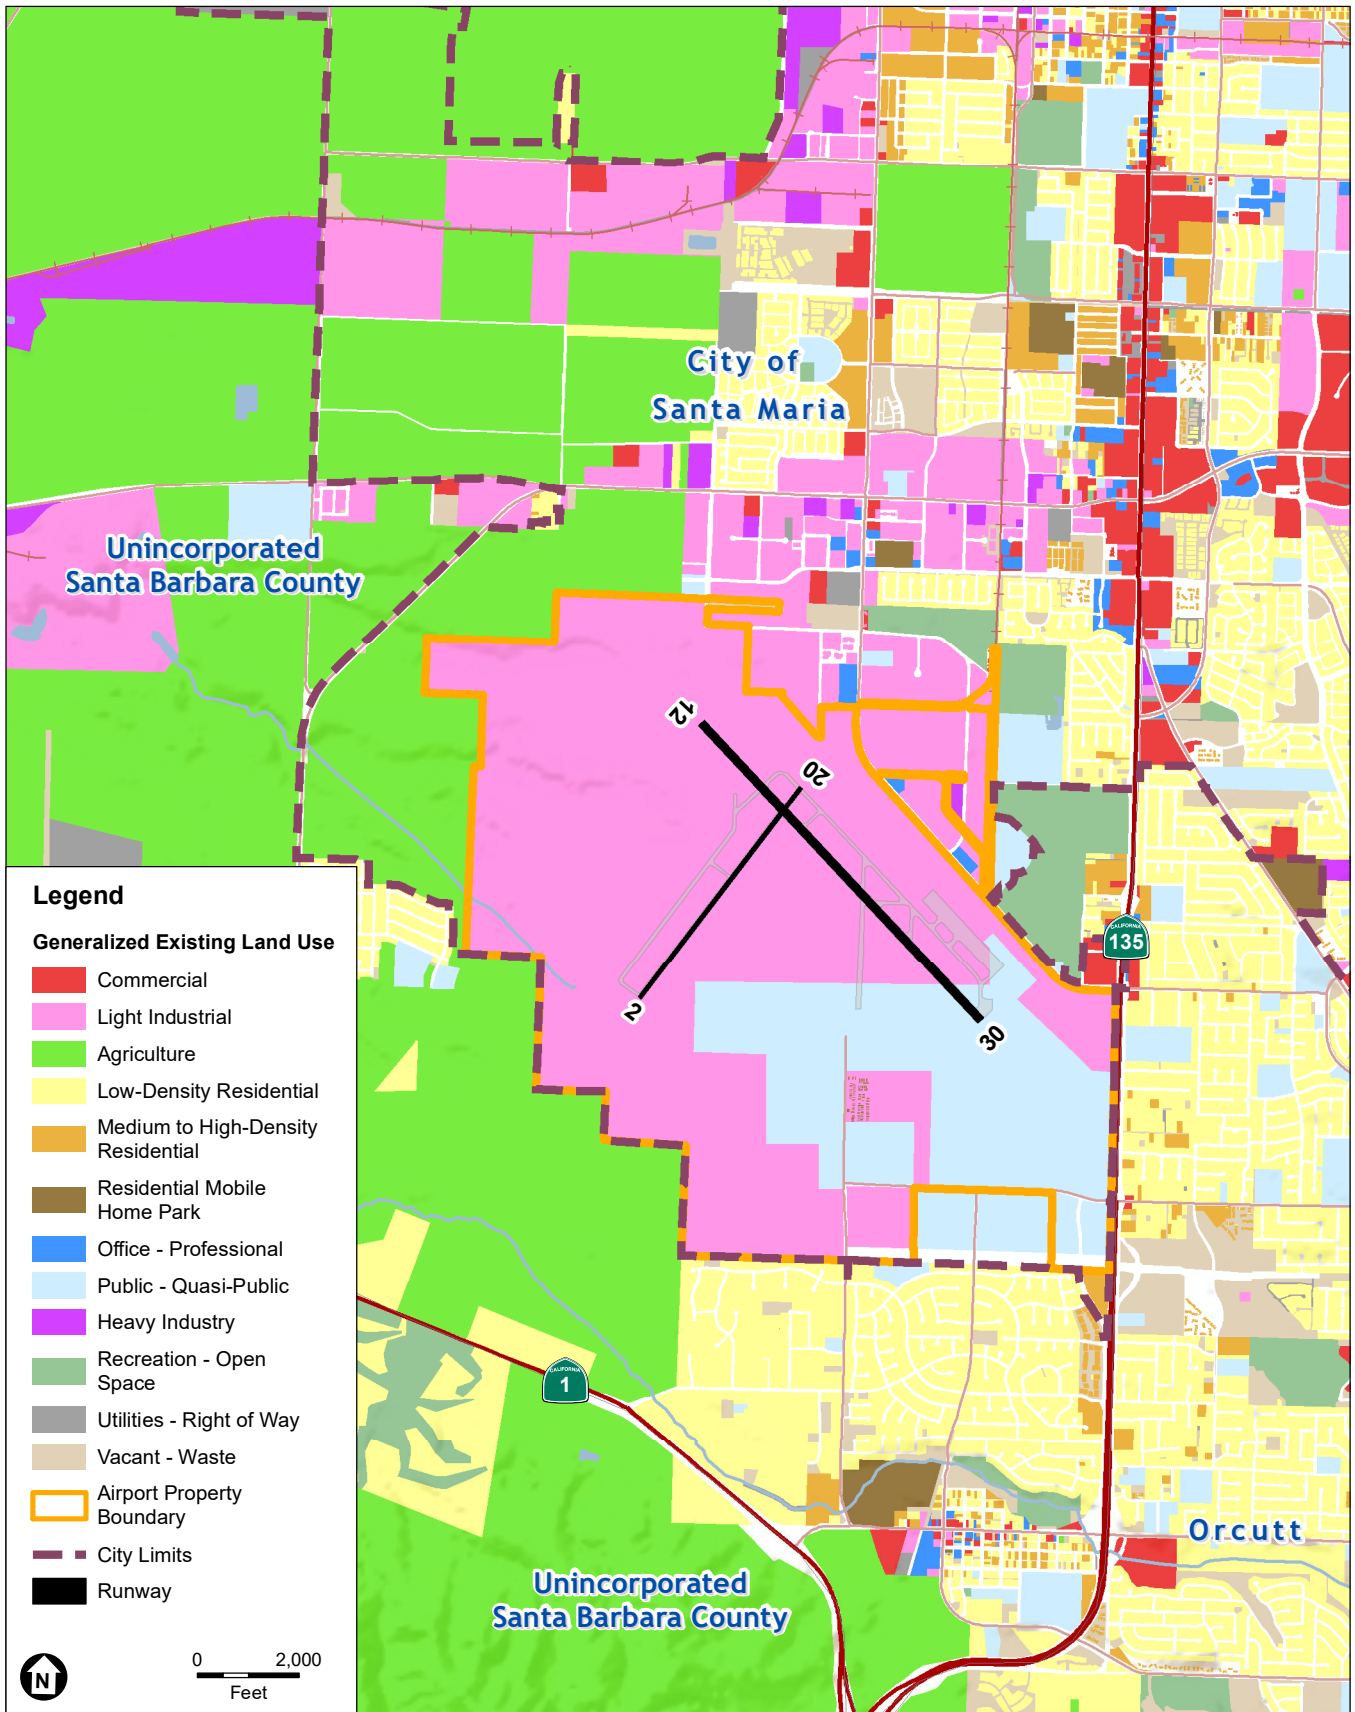 City of
Santa Maria
Unincorporated
Santa Barbara County
12
20
2
30
CALIFORNIA
135
Legend
Generalized Existing Land Use
Commercial
Light Industrial
Agriculture
Low-Density Residential
Medium to High-Density
Residential
Residential Mobile
Home Park
Office - Professional
Public - Quasi-Public
Heavy Industry
Recreation - Open
Space
Utilities - Right of Way
Vacant - Waste
Airport Property
Boundary
City Limits
Runway
N
0 2,000
Feet
CALIFORNIA
1
Orcutt
Unincorporated
Santa Barbara County